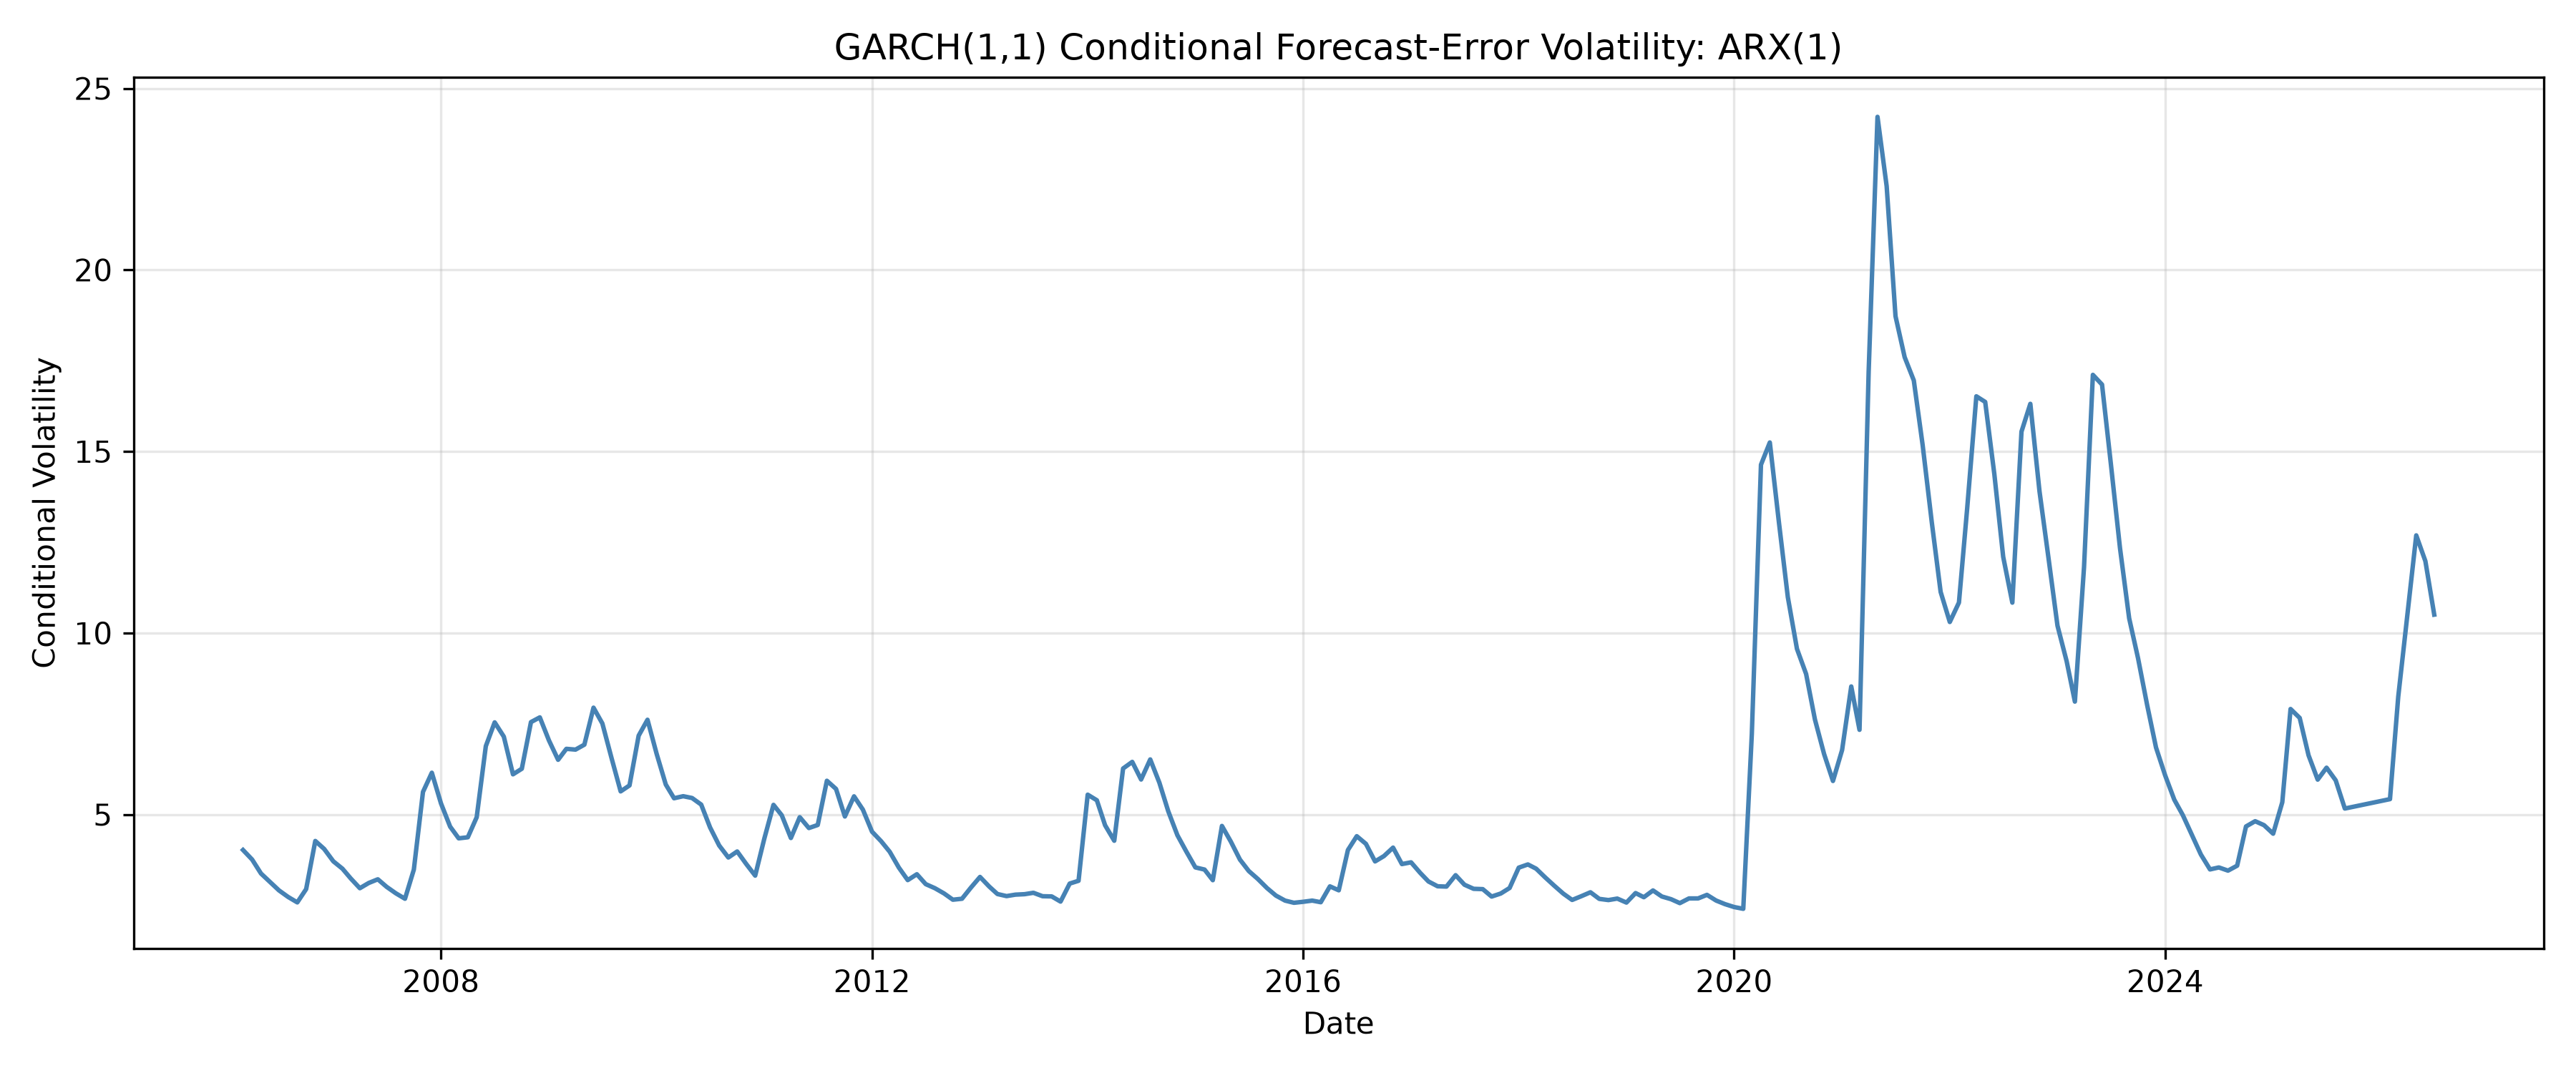 GARCH(1,1) Conditional Forecast-Error Volatility: ARX(1)
25
20
15
10
5
Conditional Volatility
2008 2012 2016 2020 2024
Date